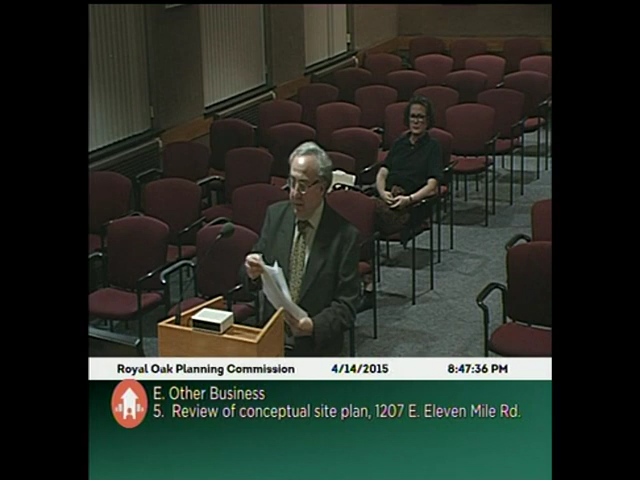 Royal Oak Planning Commission 4/14/2015 8:47:36 PM
E. Other Business
5. Review of conceptual site plan, 1207 E. Eleven Mile Rd.